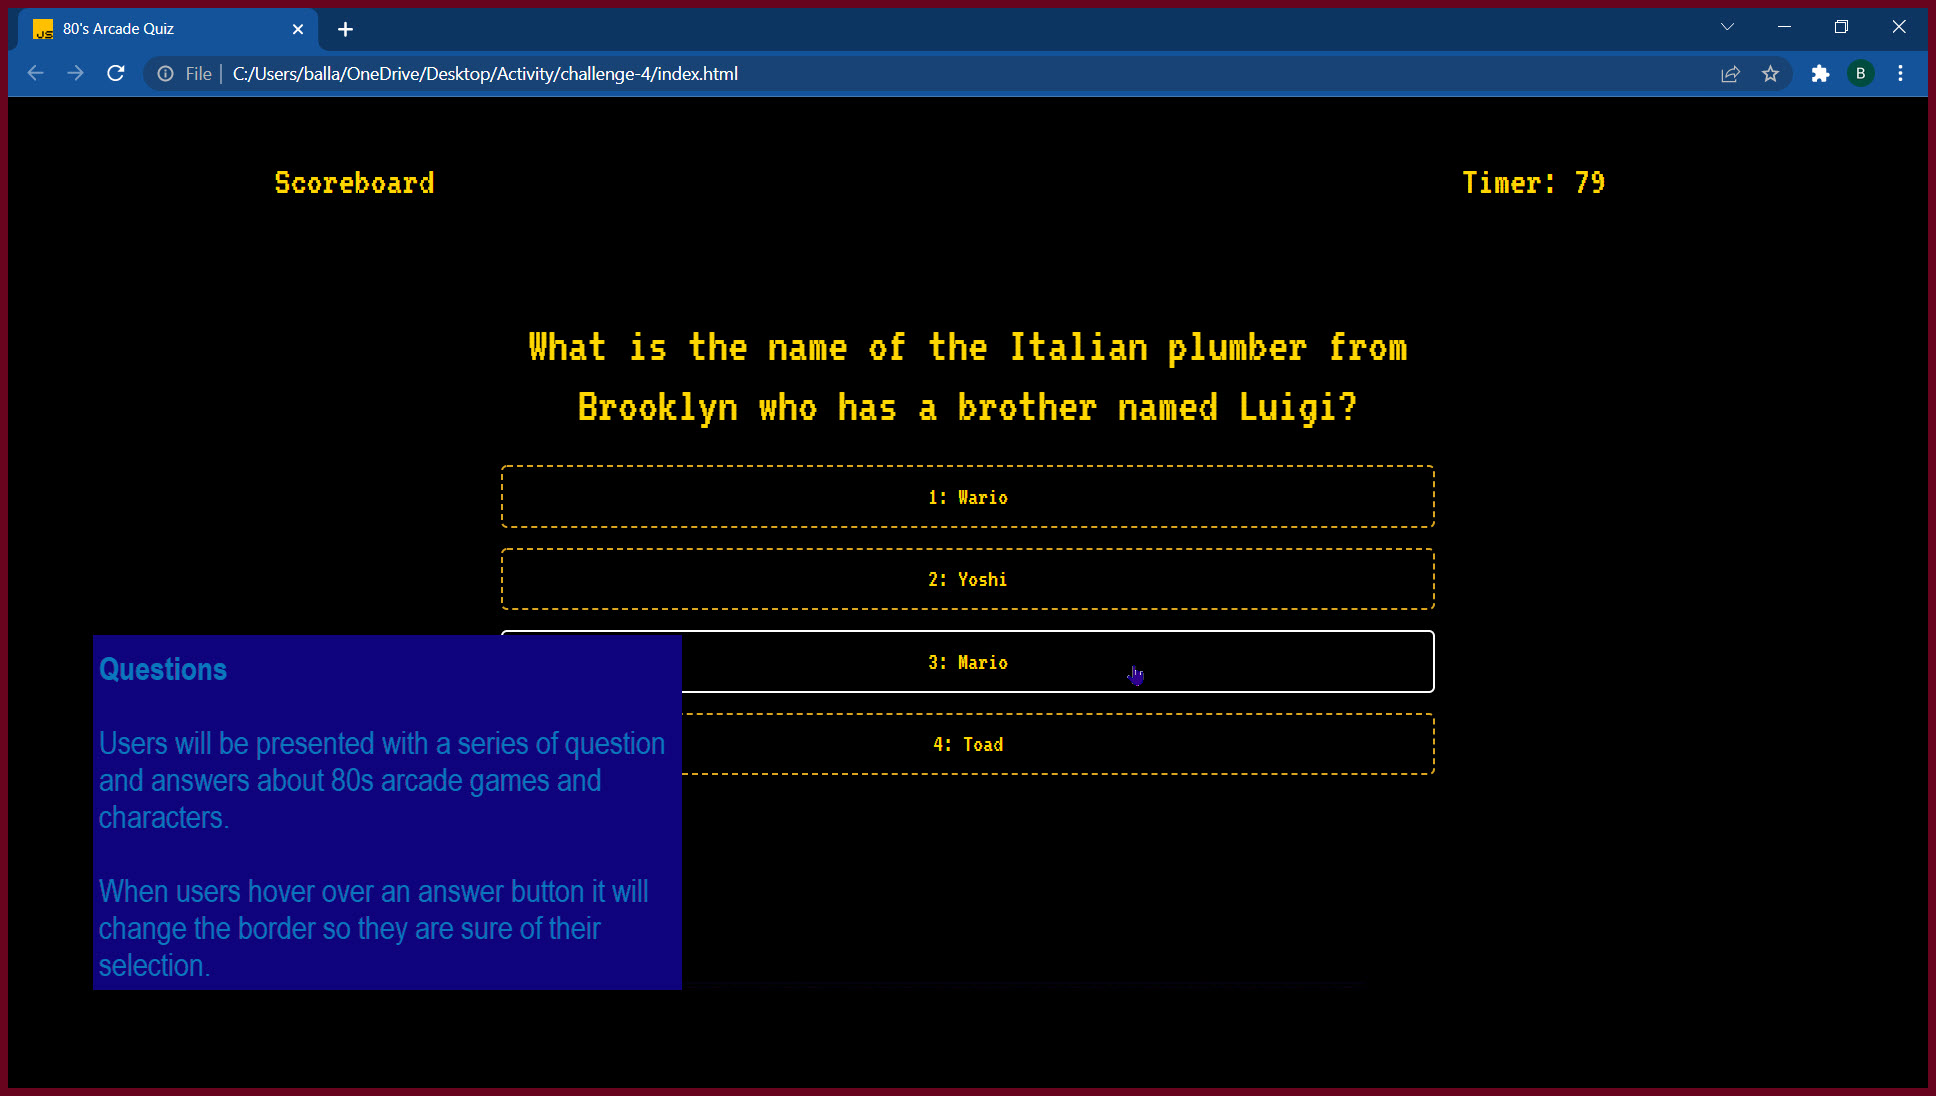 80's Arcade Quiz
File
C:/Users/balla/OneDrive/Desktop/Activity/challenge-4/index.html
B
Scoreboard
Timer: 79
What is the name of the Italian plumber from
Brooklyn who has a brother named Luigi?
1: Wario
2: Yoshi
3: Mario
4: Toad
Questions
Users will be presented with a series of question
and answers about 80s arcade games and
characters.
When users hover over an answer button it will
change the border so they are sure of their
selection.